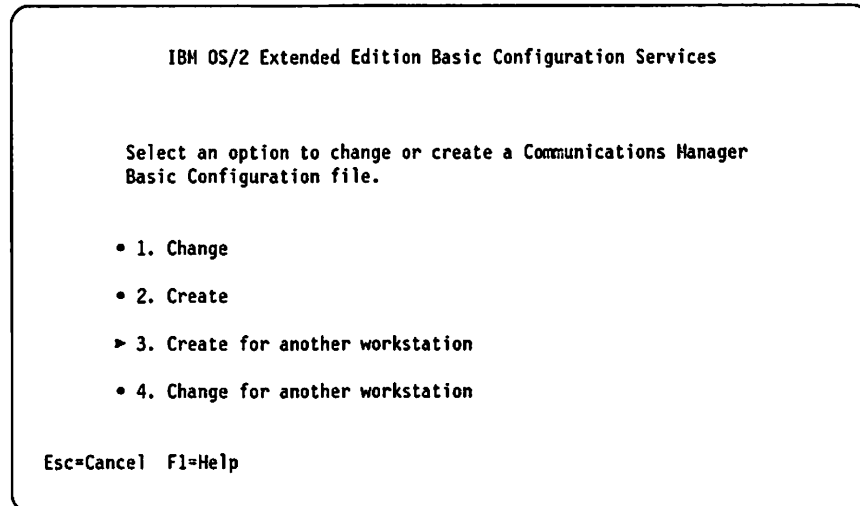 IBM OS/2 Extended Edition Basic Configuration Services
Select an option to change or create a Communications Manager
Basic Configuration file.
• 1. Change
• 2. Create
► 3. Create for another workstation
• 4. Change for another workstation
Esc=Cancel F1=Help